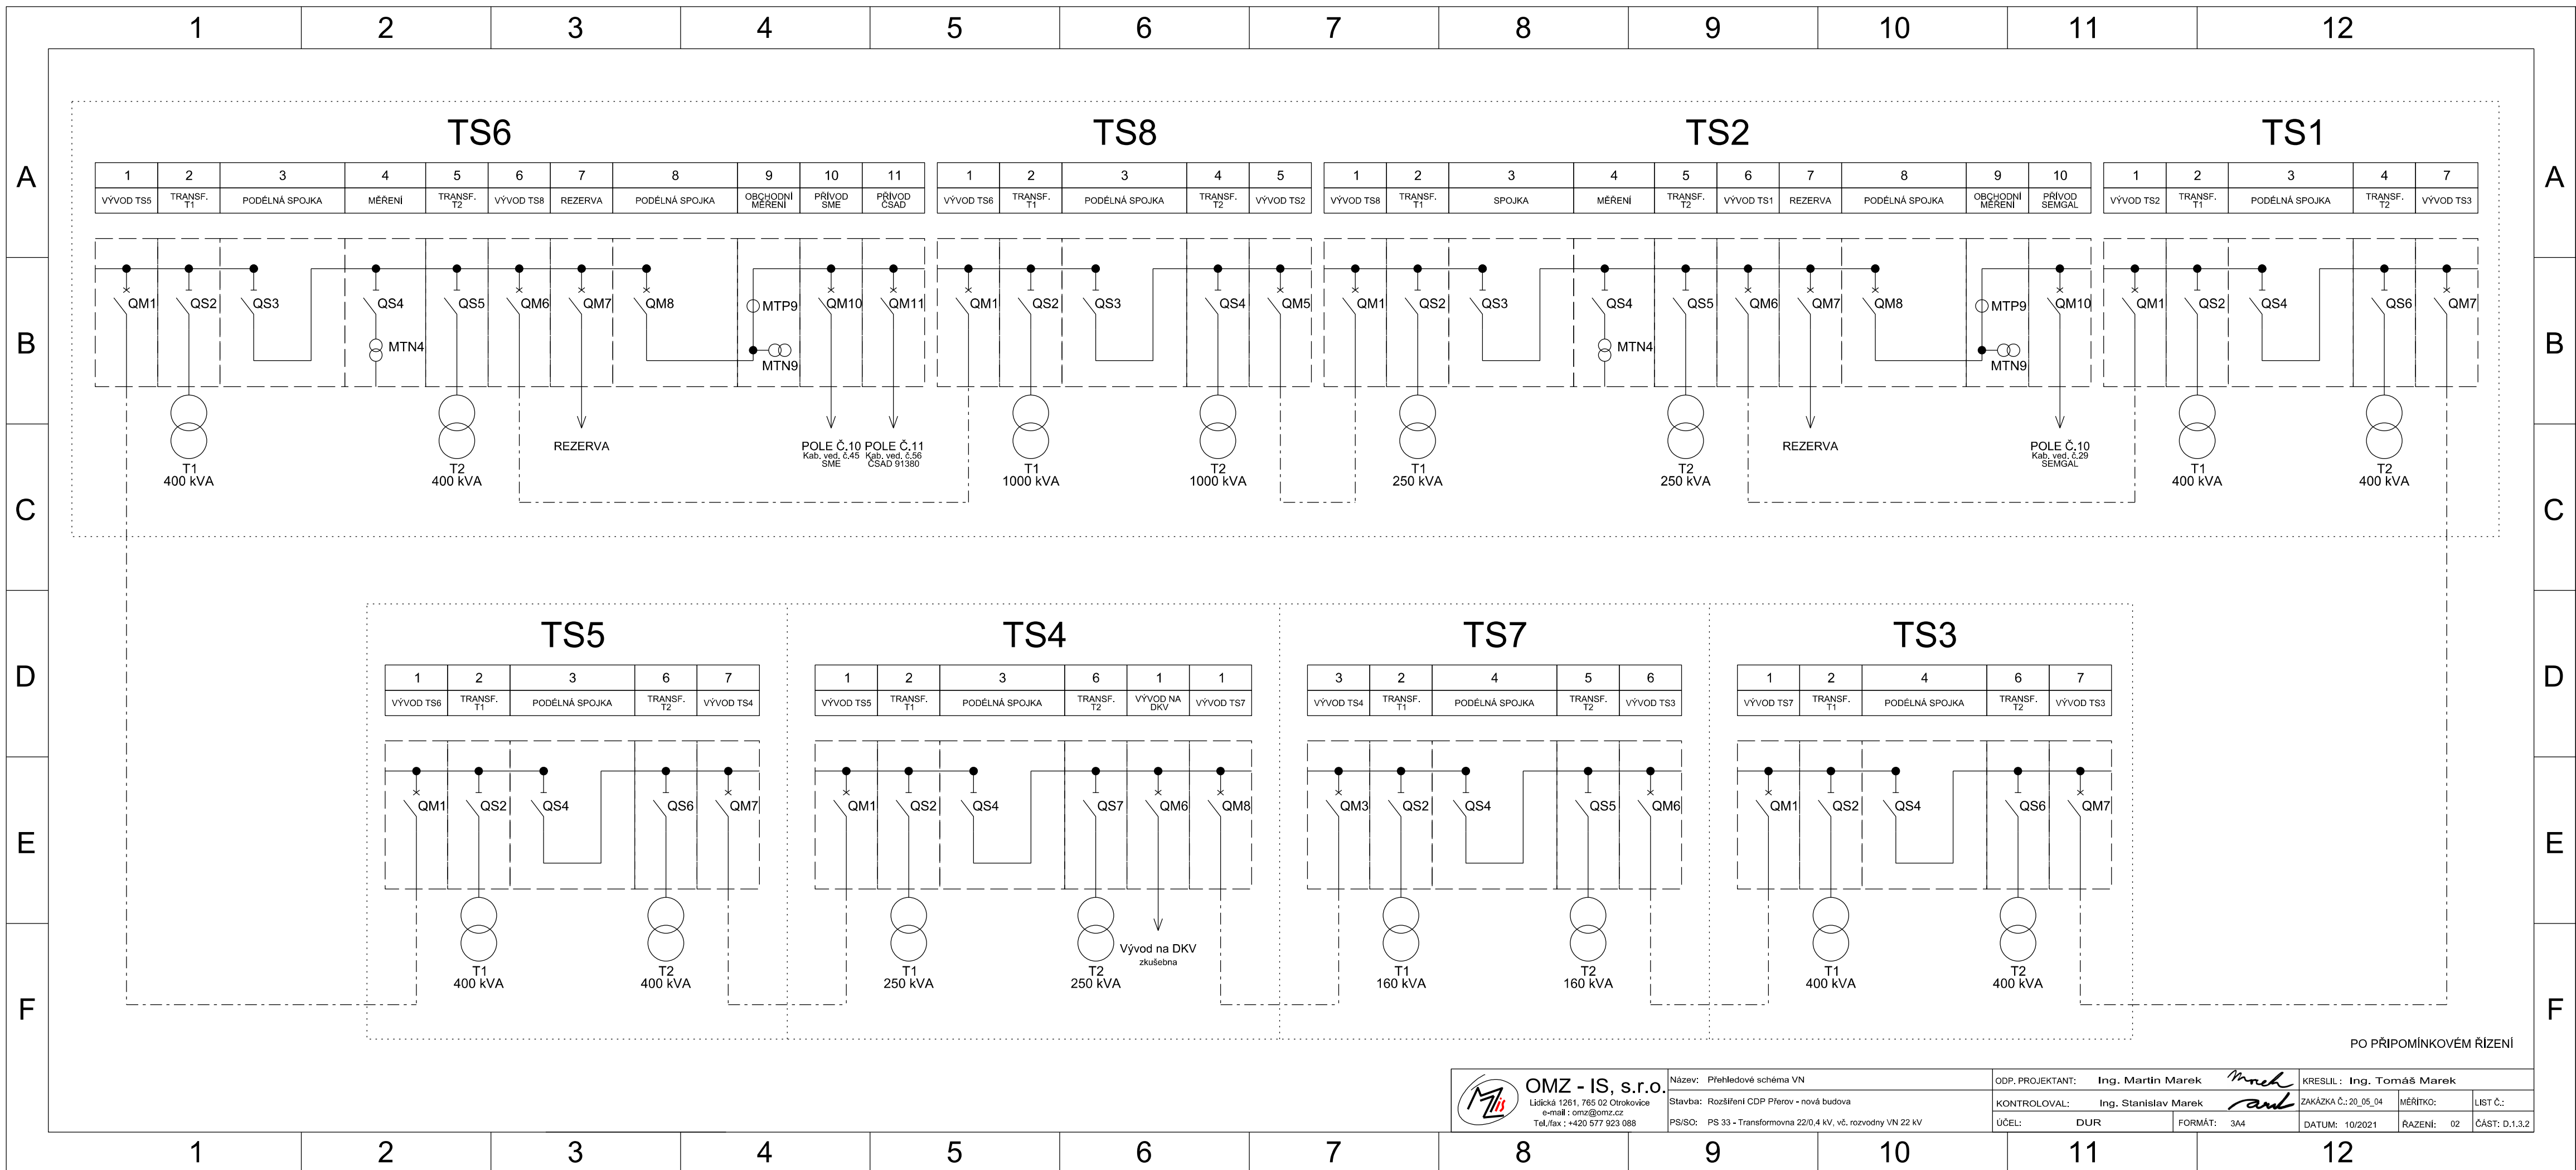 1 2 3 4 5 6 7 8 9 10 11 12
TS6 TS8 TS2 TS1
A A
1 2 3 4 5 6 7 8 9 10 11
VÝVOD TS5 TRANSF. T1 PODÉLNÁ SPOJKA MĚŘENÍ TRANSF. T2 VÝVOD TS8 REZERVA PODÉLNÁ SPOJKA OBCHODNÍ MĚŘENÍ PŘÍVOD SME PŘÍVOD ČSAD
1 2 3 4 5
VÝVOD TS6 TRANSF. T1 PODÉLNÁ SPOJKA TRANSF. T2 VÝVOD TS2
1 2 3 4 5 6 7 8 9 10
VÝVOD TS8 TRANSF. T1 SPOJKA MĚŘENÍ TRANSF. T2 VÝVOD TS1 REZERVA PODÉLNÁ SPOJKA OBCHODNÍ MĚŘENÍ PŘÍVOD SEMGAL
1 2 3 4 7
VÝVOD TS2 TRANSF. T1 PODÉLNÁ SPOJKA TRANSF. T2 VÝVOD TS3
B B
QM1 QS2 QS3 QS4 QS5 QM6 QM7 QM8 MTP9 QM10 QM11
MTN4 MTN9
QM1 QS2 QS3 QS4 QM5
QM1 QS2 QS3 QS4 QS5 QM6 QM7 QM8 MTP9 QM10
MTN4 MTN9
QM1 QS2 QS4 QS6 QM7
C C
T1
400 kVA
T2
400 kVA
REZERVA
POLE Č.10
Kab. ved. č.45
SME
POLE Č.11
Kab. ved. č.56
ČSAD 91380
T1
1000 kVA
T2
1000 kVA
T1
250 kVA
T2
250 kVA
REZERVA
POLE Č.10
Kab. ved. č.29
SEMGAL
T1
400 kVA
T2
400 kVA
TS5 TS4 TS7 TS3
D D
1 2 3 6 7
VÝVOD TS6 TRANSF. T1 PODÉLNÁ SPOJKA TRANSF. T2 VÝVOD TS4
1 2 3 6 1 1
VÝVOD TS5 TRANSF. T1 PODÉLNÁ SPOJKA TRANSF. T2 VÝVOD NA DKV VÝVOD TS7
3 2 4 5 6
VÝVOD TS4 TRANSF. T1 PODÉLNÁ SPOJKA TRANSF. T2 VÝVOD TS3
1 2 4 6 7
VÝVOD TS7 TRANSF. T1 PODÉLNÁ SPOJKA TRANSF. T2 VÝVOD TS3
E E
QM1 QS2 QS4 QS6 QM7
QM1 QS2 QS4 QS7 QM6 QM8
QM3 QS2 QS4 QS5 QM6
QM1 QS2 QS4 QS6 QM7
F F
T1
400 kVA
T2
400 kVA
T1
250 kVA
T2
250 kVA
Vývod na DKV
zkušebna
T1
160 kVA
T2
160 kVA
T1
400 kVA
T2
400 kVA
PO PŘIPOMÍNKOVÉM ŘÍZENÍ
MZ is
OMZ - IS, s.r.o.
Lidická 1261, 765 02 Otrokovice
e-mail : omz@omz.cz
Tel./fax : +420 577 923 088
Název: Přehledové schéma VN
Stavba: Rozšíření CDP Přerov - nová budova
PS/SO: PS 33 - Transformovna 22/0,4 kV, vč. rozvodny VN 22 kV
ODP. PROJEKTANT: Ing. Martin Marek
KRESLIL : Ing. Tomáš Marek
KONTROLOVAL: Ing. Stanislav Marek
ZAKÁZKA Č.: 20_05_04 MĚŘÍTKO: LIST Č.:
ÚČEL: DUR FORMÁT: 3A4 DATUM: 10/2021 ŘAZENÍ: 02 ČÁST: D.1.3.2
1 2 3 4 5 6 7 8 9 10 11 12